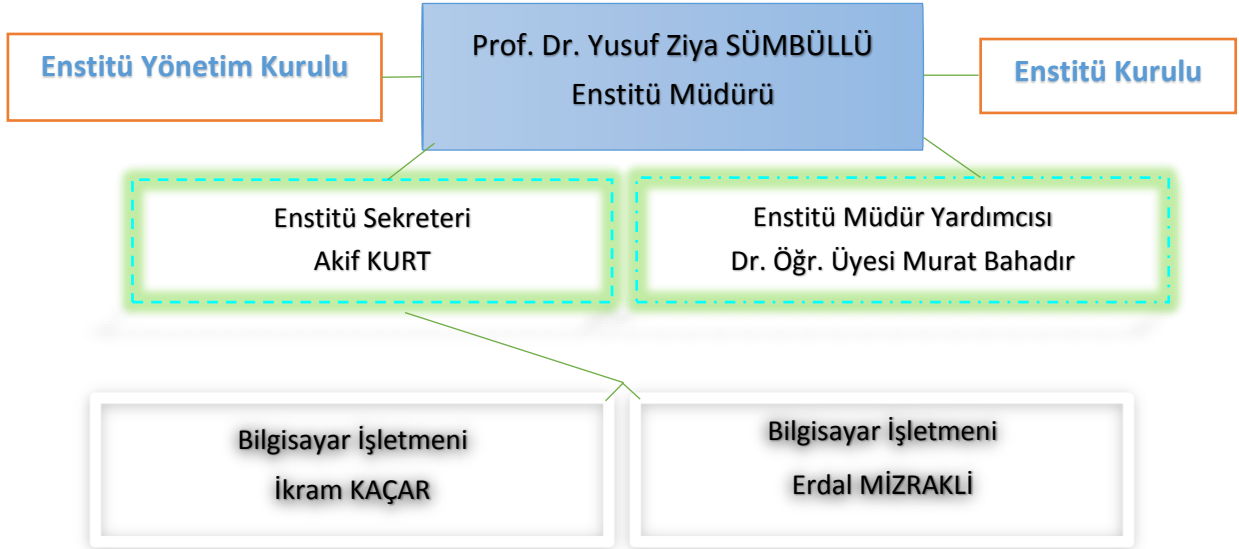 Enstitü Yönetim Kurulu
Prof. Dr. Yusuf Ziya SÜMBÜLLÜ
Enstitü Müdürü
Enstitü Kurulu
Enstitü Sekreteri
Akif KURT
Enstitü Müdür Yardımcısı
Dr. Öğr. Üyesi Murat Bahadır
Bilgisayar İşletmeni
İkram KAÇAR
Bilgisayar İşletmeni
Erdal MİZRAKLİ